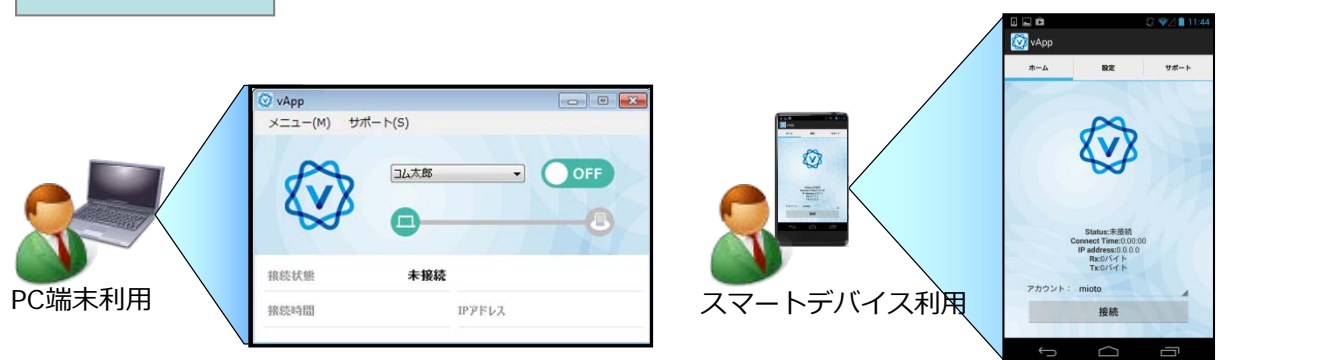 vApp
メニュー(M) サポート(S)
コム太郎
OFF
接続状態 未接続
接続時間 IPアドレス
PC端末利用
11:44
vApp
ホーム 設定 サポート
Status:未接続
Connect Time:0:00:00
IP address:0.0.0.0
Rx:0バイト
Tx:0バイト
アカウント: mioto
接続
スマートデバイス利用